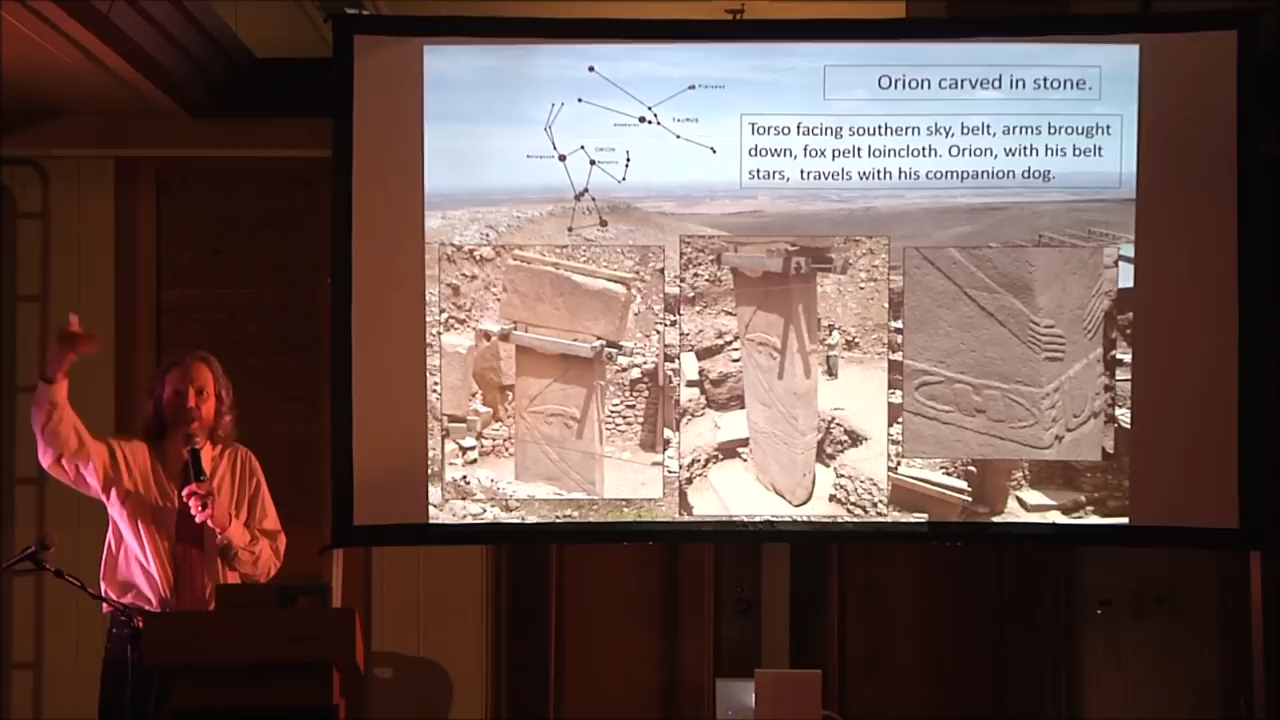 Orion carved in stone.
Torso facing southern sky, belt, arms brought
down, fox pelt loincloth. Orion, with his belt
stars, travels with his companion dog.
Pleiades
TAURUS
ORION